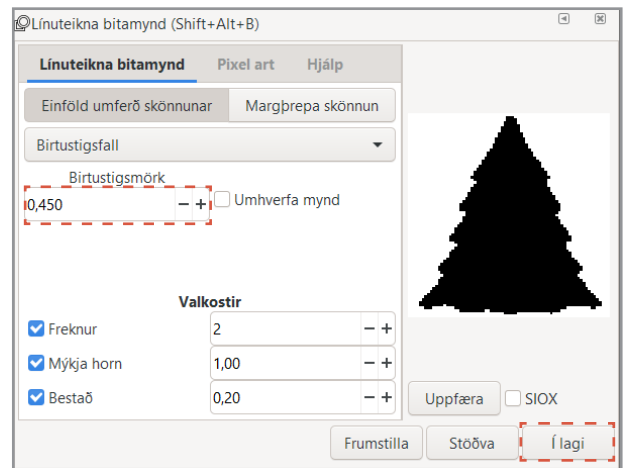 Línuteikna bitamynd (Shift+Alt+B)
Línuteikna bitamynd Pixel art Hjálp
Einföld umferð skönnunar Margþrepa skönnun
Birtustigsfall
Birtustigsmörk
0,450 − + Umhverfa mynd
Valkostir
Freknur 2 − +
Mýkja horn 1,00 − +
Bestað 0,20 − +
Uppfæra SIOX
Frumstilla Stöðva Í lagi